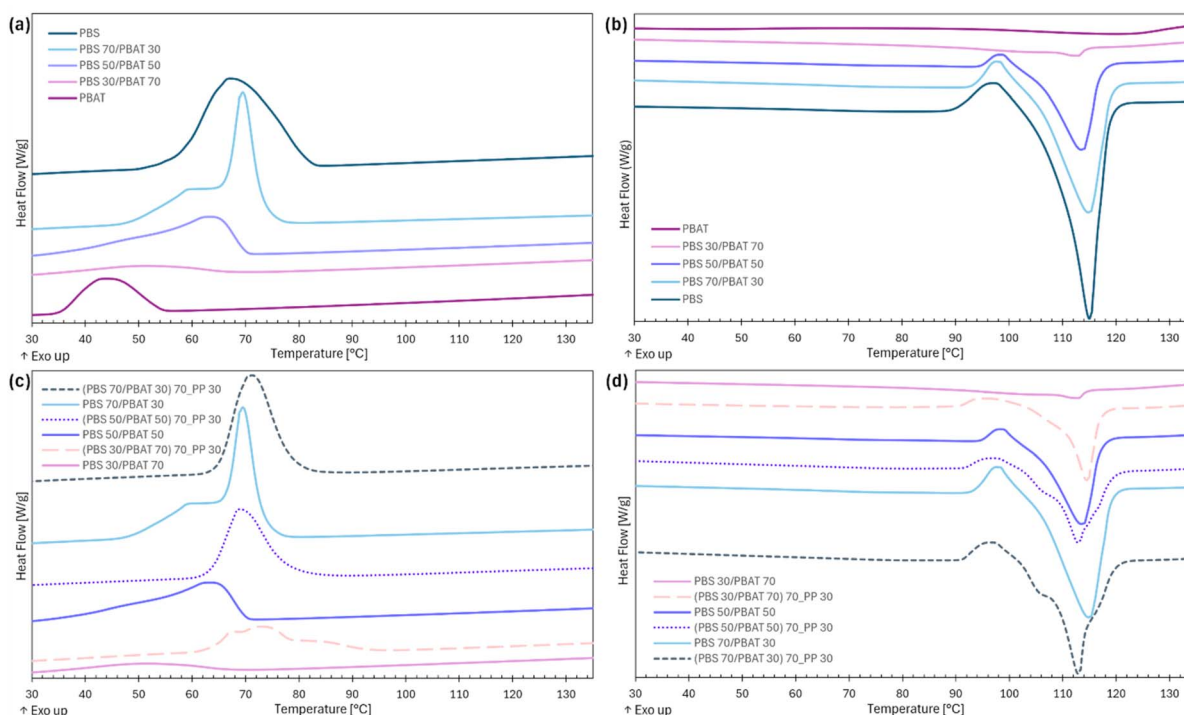 (a)
PBS
PBS 70/PBAT 30
PBS 50/PBAT 50
PBS 30/PBAT 70
PBAT
Heat Flow [W/g]
30 40 50 60 70 80 90 100 110 120 130
Temperature [°C]
↑ Exo up
(b)
Heat Flow (W/g)
PBAT
PBS 30/PBAT 70
PBS 50/PBAT 50
PBS 70/PBAT 30
PBS
30 40 50 60 70 80 90 100 110 120 130
Temperature [°C]
↑ Exo up
(c)
(PBS 70/PBAT 30) 70_PP 30
PBS 70/PBAT 30
(PBS 50/PBAT 50) 70_PP 30
PBS 50/PBAT 50
(PBS 30/PBAT 70) 70_PP 30
PBS 30/PBAT 70
Heat Flow [W/g]
30 40 50 60 70 80 90 100 110 120 130
Temperature [°C]
↑ Exo up
(d)
Heat Flow [W/g]
PBS 30/PBAT 70
(PBS 30/PBAT 70) 70_PP 30
PBS 50/PBAT 50
(PBS 50/PBAT 50) 70_PP 30
PBS 70/PBAT 30
(PBS 70/PBAT 30) 70_PP 30
30 40 50 60 70 80 90 100 110 120 130
Temperature [°C]
↑ Exo up